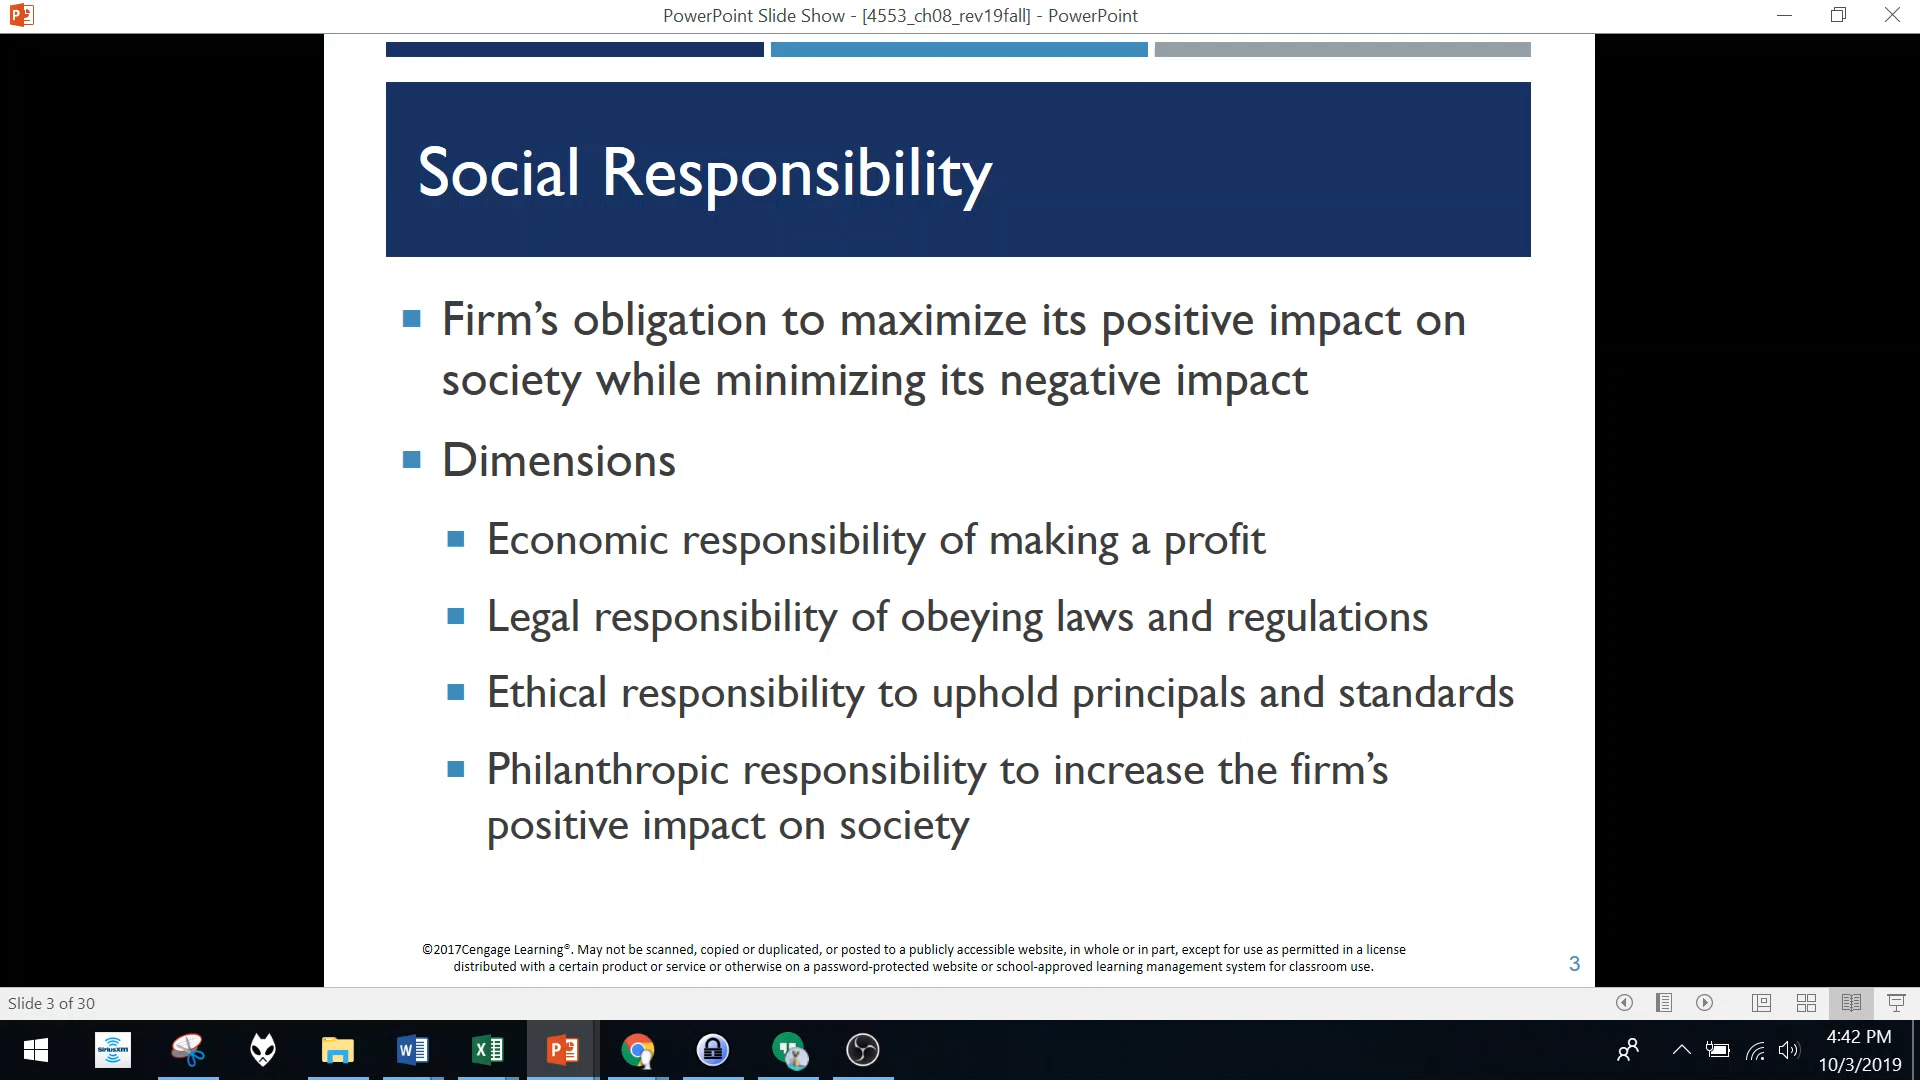 PowerPoint Slide Show - [4553_ch08_rev19fall] - PowerPoint
Social Responsibility
Firm’s obligation to maximize its positive impact on
society while minimizing its negative impact
Dimensions
Economic responsibility of making a profit
Legal responsibility of obeying laws and regulations
Ethical responsibility to uphold principals and standards
Philanthropic responsibility to increase the firm’s
positive impact on society
©2017Cengage Learning®. May not be scanned, copied or duplicated, or posted to a publicly accessible website, in whole or in part, except for use as permitted in a license
distributed with a certain product or service or otherwise on a password-protected website or school-approved learning management system for classroom use.
3
Slide 3 of 30
SiriusXM
4:42 PM
10/3/2019